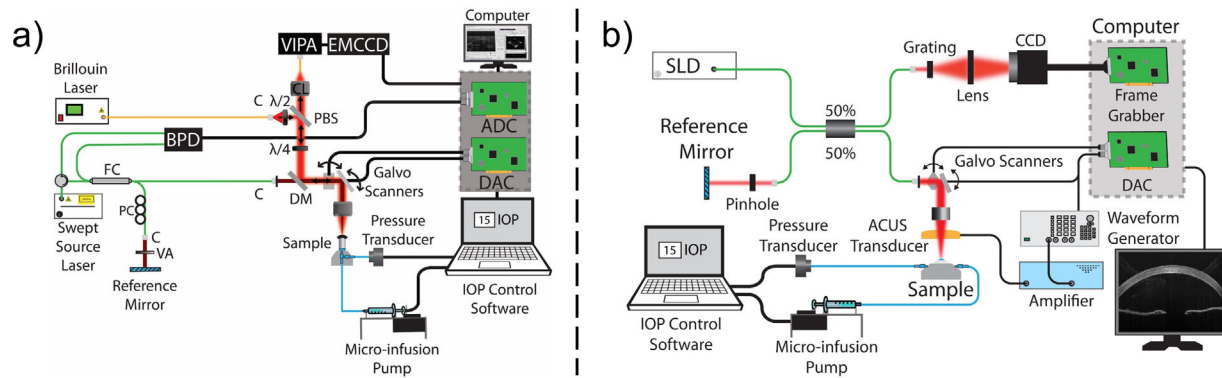 a)
Computer
VIPA
EMCCD
Brillouin
Laser
CL
C
λ/2
PBS
ADC
BPD
λ/4
FC
Galvo
Scanners
DAC
C
DM
PC
Swept
Source
Laser
C
VA
Reference
Mirror
Sample
Pressure
Transducer
15 IOP
IOP Control
Software
Micro-infusion
Pump
b)
SLD
Grating
CCD
Lens
Computer
Frame
Grabber
50%
50%
Reference
Mirror
Galvo Scanners
DAC
Pinhole
Pressure
Transducer
ACUS
Transducer
Waveform
Generator
15 IOP
Sample
Amplifier
IOP Control
Software
Micro-infusion
Pump